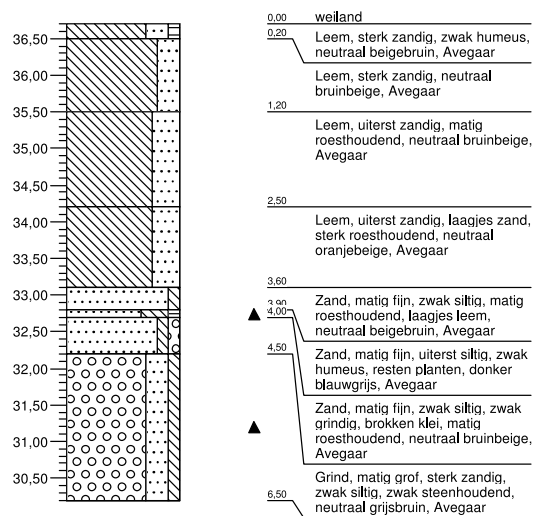 36,50
36,00
35,50
35,00
34,50
34,00
33,50
33,00
32,50
32,00
31,50
31,00
30,50
0,00 weiland
0,20
Leem, sterk zandig, zwak humeus,
neutraal beigebruin, Avegaar
Leem, sterk zandig, neutraal
bruinbeige, Avegaar
1,20
Leem, uiterst zandig, matig
roesthoudend, neutraal bruinbeige,
Avegaar
2,50
Leem, uiterst zandig, laagjes zand,
sterk roesthoudend, neutraal
oranjebeige, Avegaar
3,60
Zand, matig fijn, zwak siltig, matig
roesthoudend, laagjes leem,
neutraal beigebruin, Avegaar
3,90
4,00
Zand, matig fijn, uiterst siltig, zwak
humeus, resten planten, donker
blauwgrijs, Avegaar
4,50
Zand, matig fijn, zwak siltig, zwak
grindig, brokken klei, matig
roesthoudend, neutraal bruinbeige,
Avegaar
Grind, matig grof, sterk zandig,
zwak siltig, zwak steenhoudend,
neutraal grijsbruin, Avegaar
6,50